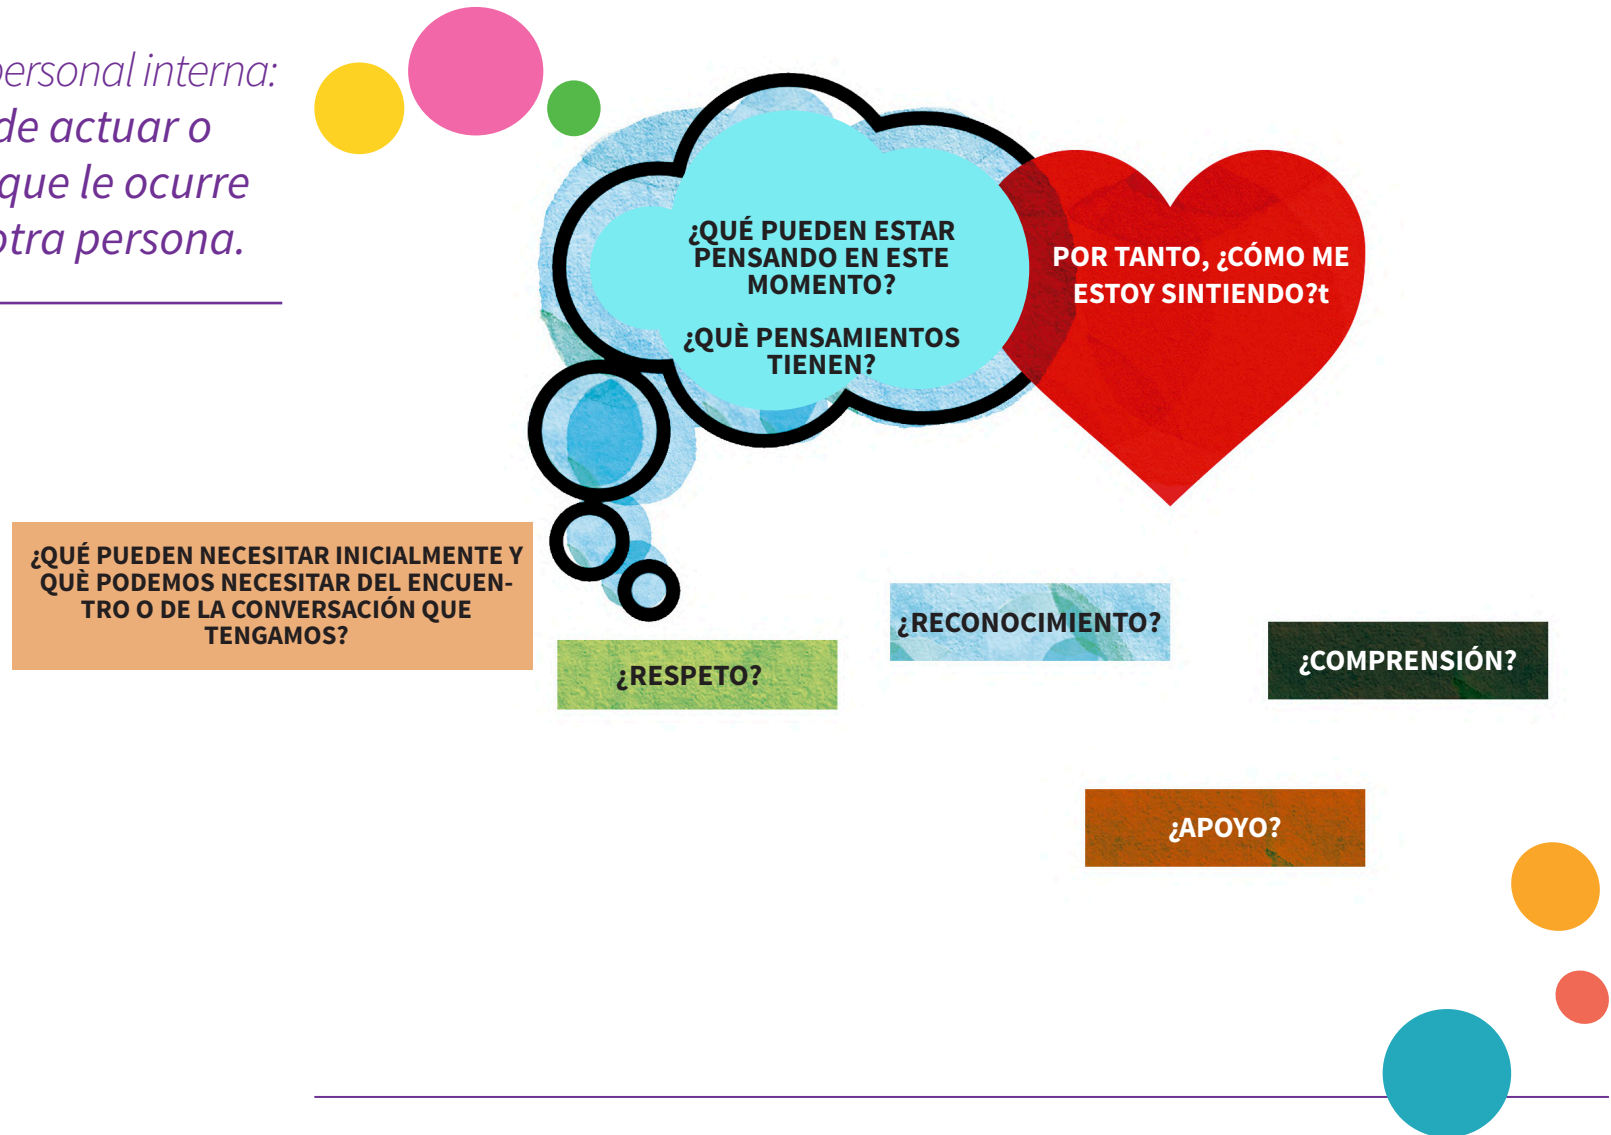 personal interna:
de actuar o
que le ocurre
otra persona.
¿QUÉ PUEDEN ESTAR
PENSANDO EN ESTE
MOMENTO?
¿QUÈ PENSAMIENTOS
TIENEN?
POR TANTO, ¿CÓMO ME
ESTOY SINTIENDO?t
¿QUÉ PUEDEN NECESITAR INICIALMENTE Y
QUÈ PODEMOS NECESITAR DEL ENCUEN-
TRO O DE LA CONVERSACIÓN QUE
TENGAMOS?
¿RESPETO?
¿RECONOCIMIENTO?
¿COMPRENSIÓN?
¿APOYO?